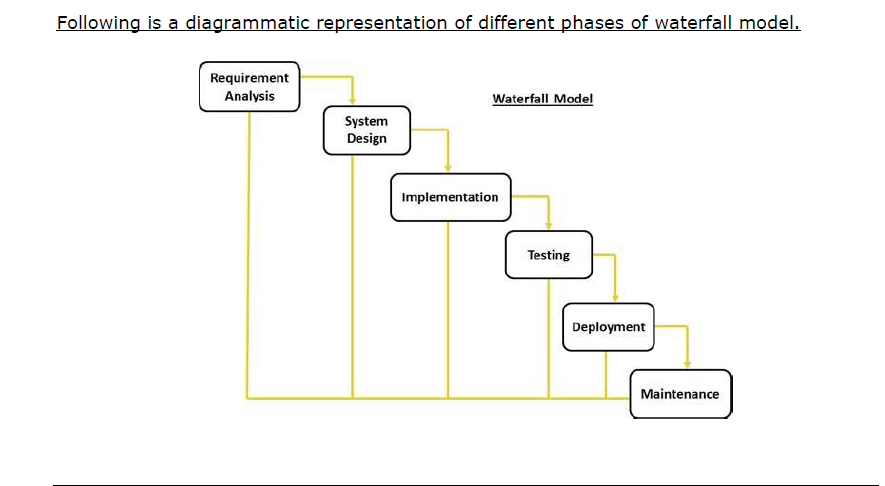 Following is a diagrammatic representation of different phases of waterfall model.
Requirement
Analysis
Waterfall Model
System
Design
Implementation
Testing
Deployment
Maintenance